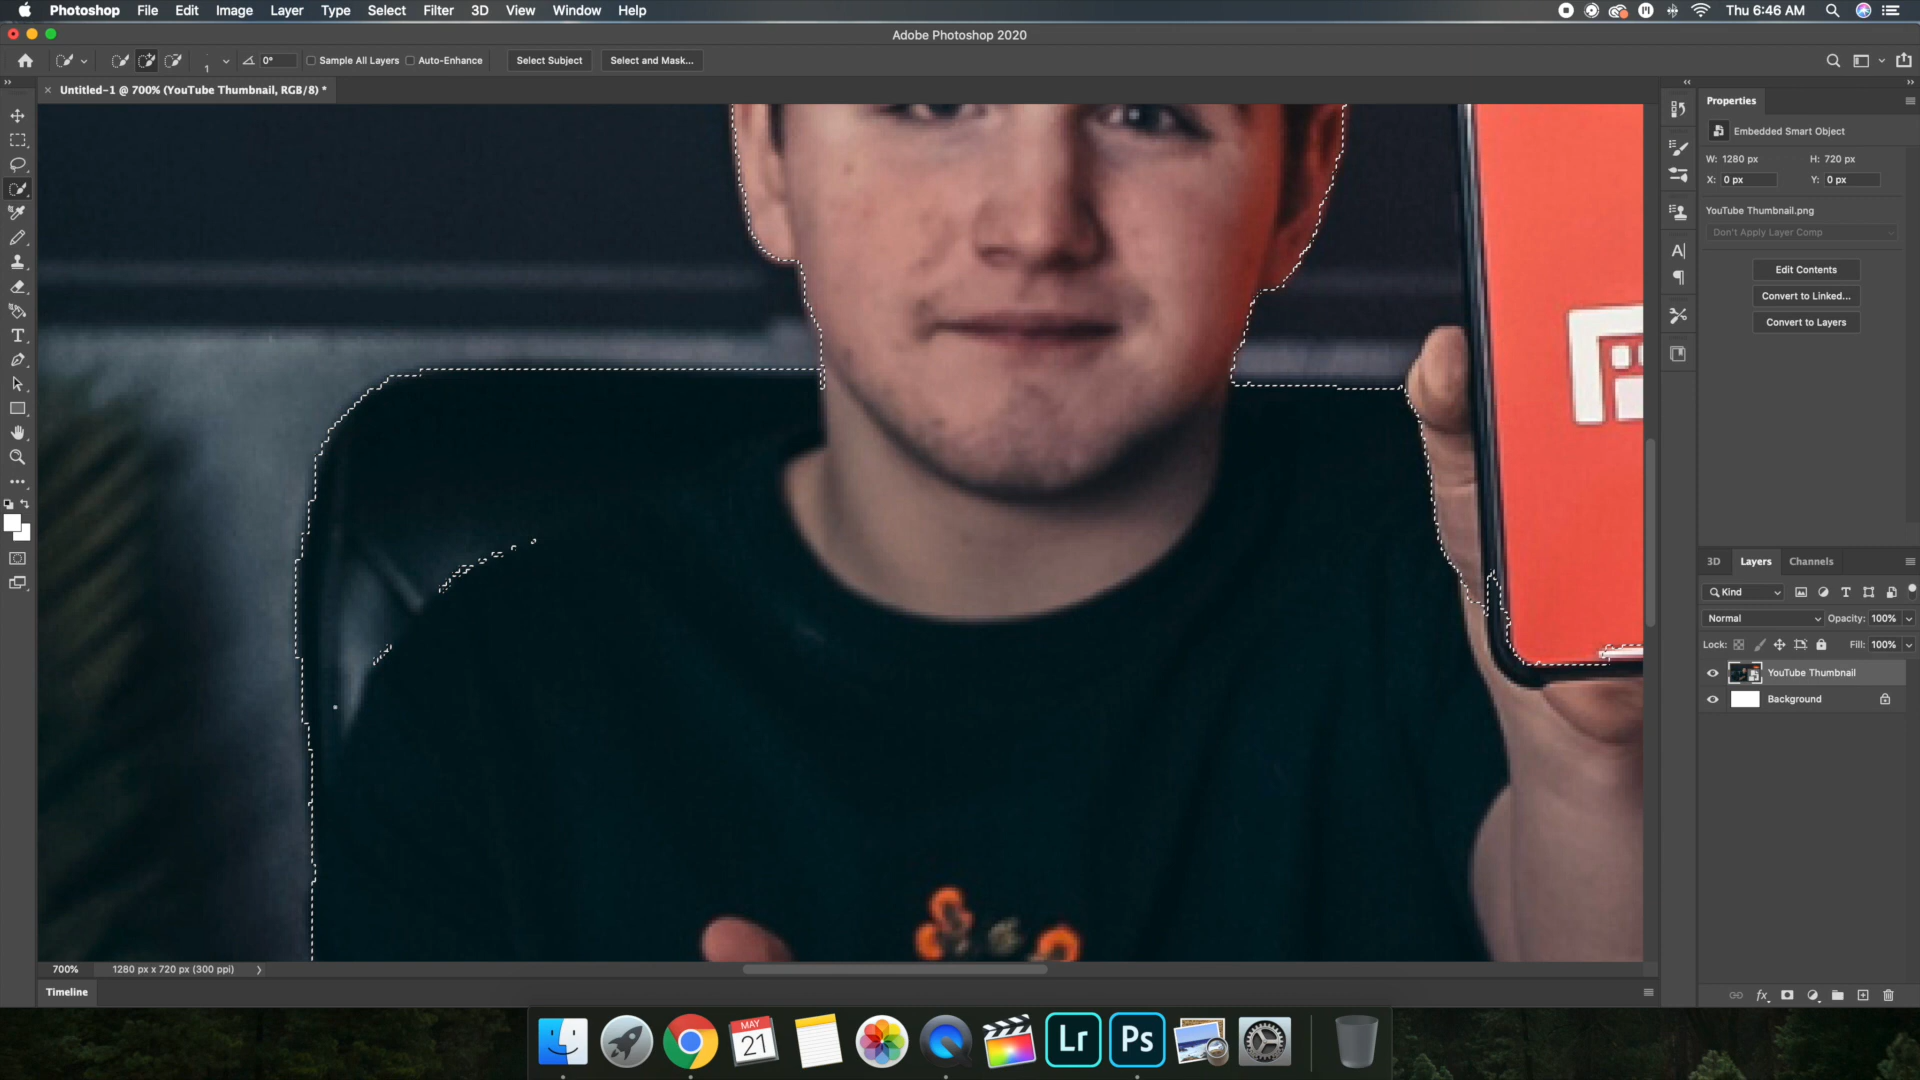 Photoshop File Edit Image Layer Type Select Filter 3D View Window Help Thu 6:46 AM
Adobe Photoshop 2020
1 0° Sample All Layers Auto-Enhance Select Subject Select and Mask...
Untitled-1 @ 700% (YouTube Thumbnail, RGB/8) *
Properties
Embedded Smart Object
W: 1280 px H: 720 px
X: 0 px Y: 0 px
YouTube Thumbnail.png
Don't Apply Layer Comp
Edit Contents
Convert to Linked...
Convert to Layers
3D Layers Channels
Kind
Normal Opacity: 100%
Lock: Fill: 100%
YouTube Thumbnail
Background
700% 1280 px x 720 px (300 ppi)
Timeline
fx
MAY
21
Lr
Ps